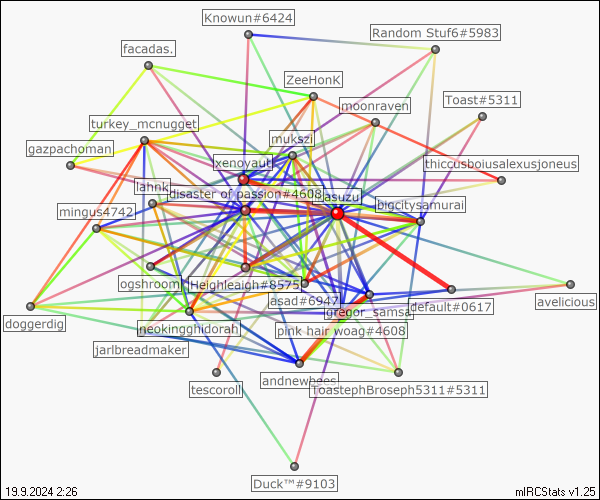 Knowun#6424
Random Stuf6#5983
facadas.
ZeeHonk
Toast#5311
moonraven
turkey_mcnugget
mukszi
gazpachoman
xenoyaut
thiccusboiusalexusjoneus
lahnk
disaster of passion#4608
asuzu
bigcitysamurai
mingus4742
ogshroom
Heighleigh#8575
asad#6947
default#0617
avelicious
gregor_samsa
doggerdig
neokingghidorah
pink hair woag#4608
jarlbreadmaker
andnewbees
tescoroll
ToastephBroseph5311#5311
Duck™#9103
19.9.2024 2:26
mIRCStats v1.25